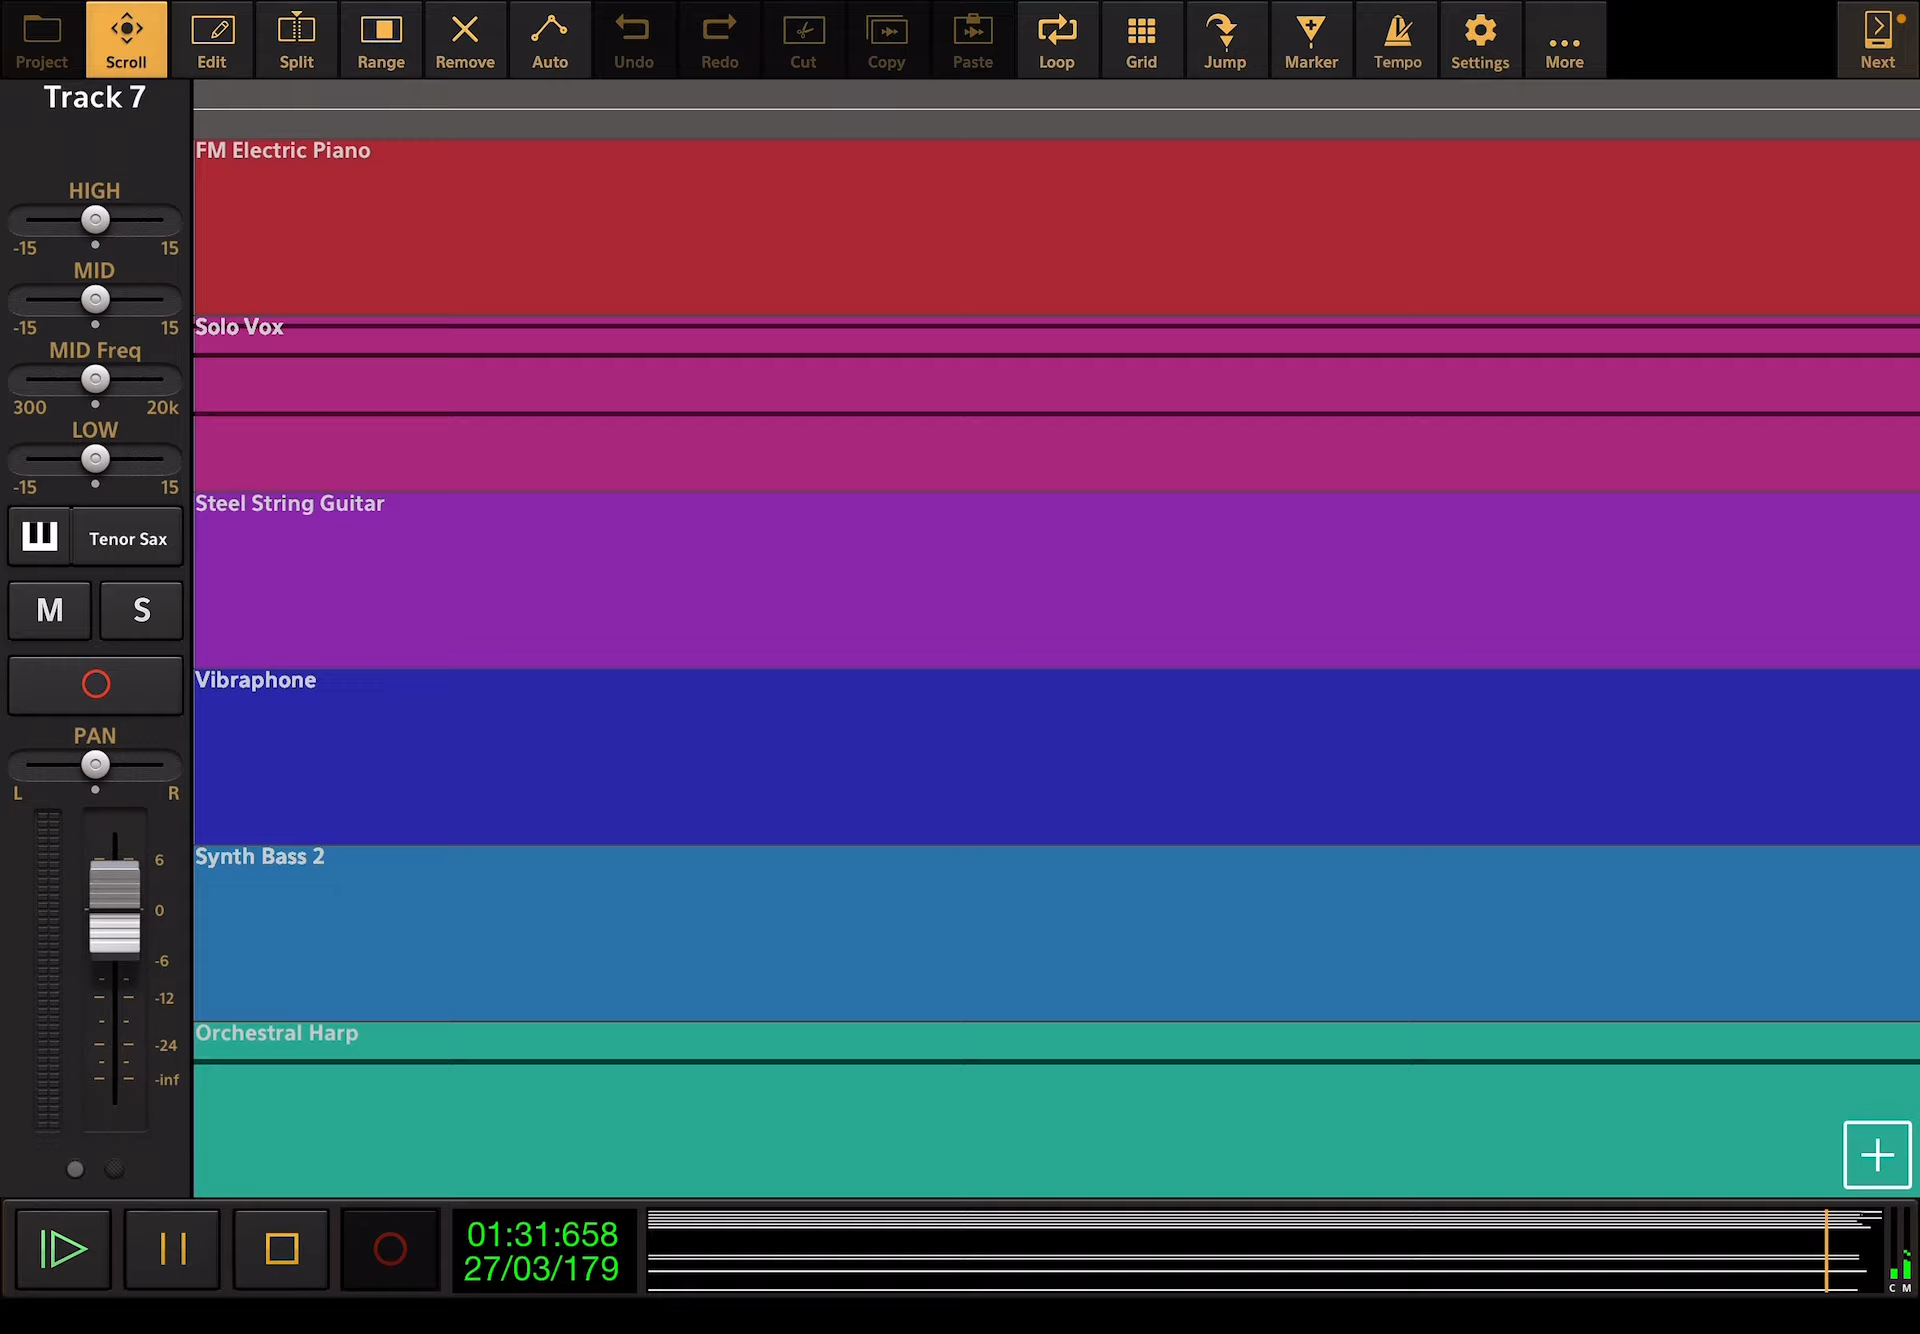 Project Scroll Edit Split Range Remove Auto Undo Redo Cut Copy Paste Loop Grid Jump Marker Tempo Settings More Next
Track 7
FM Electric Piano
HIGH
-15 15
MID
-15 15
Solo Vox
MID Freq
300 20k
LOW
-15 15
Steel String Guitar
Tenor Sax
M S
Vibraphone
PAN
L R
Synth Bass 2
6
0
-6
-12
-24
-inf
Orchestral Harp
01:31:658
27/03/179
C M